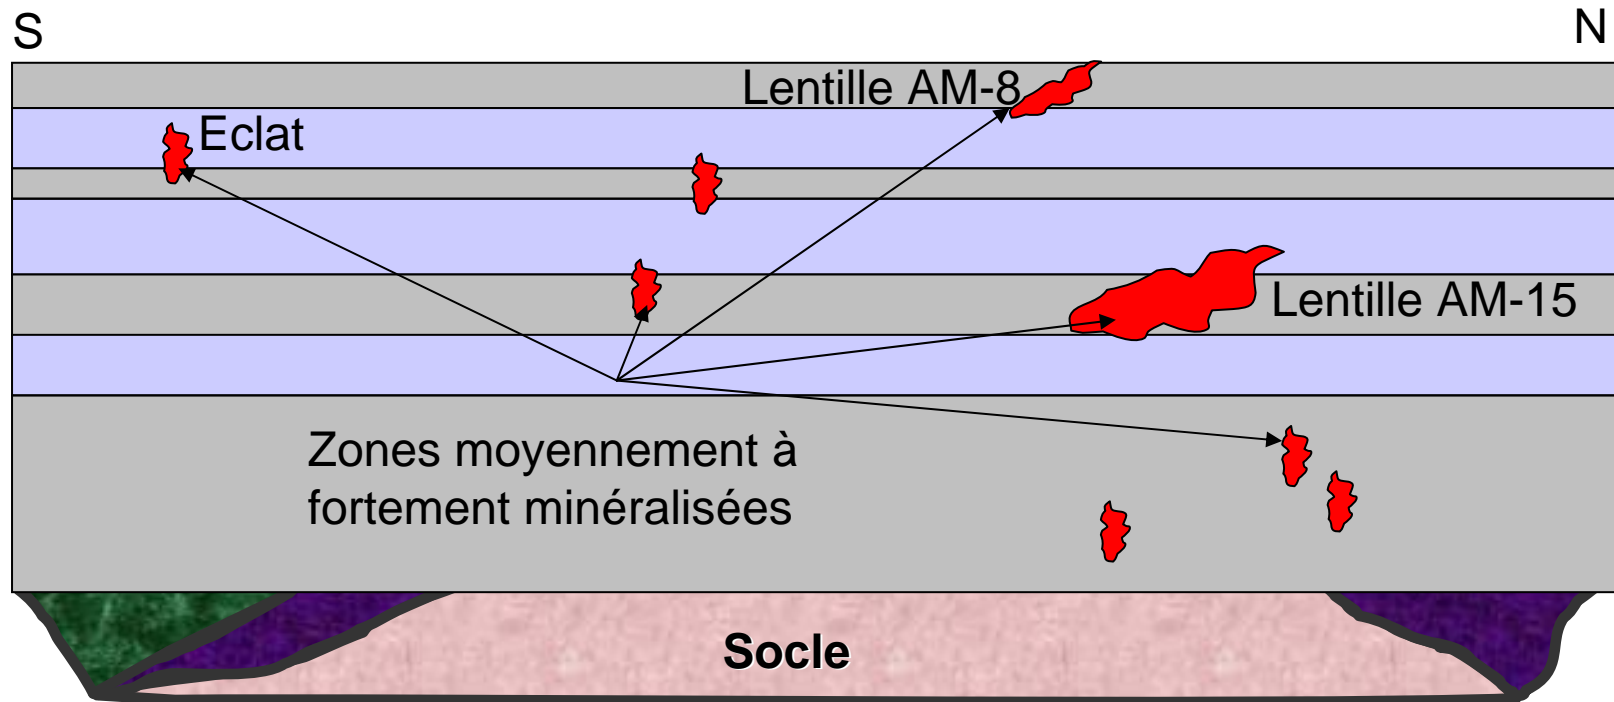 S
N
Lentille AM-8
Eclat
Lentille AM-15
Zones moyennement à
fortement minéralisées
Socle